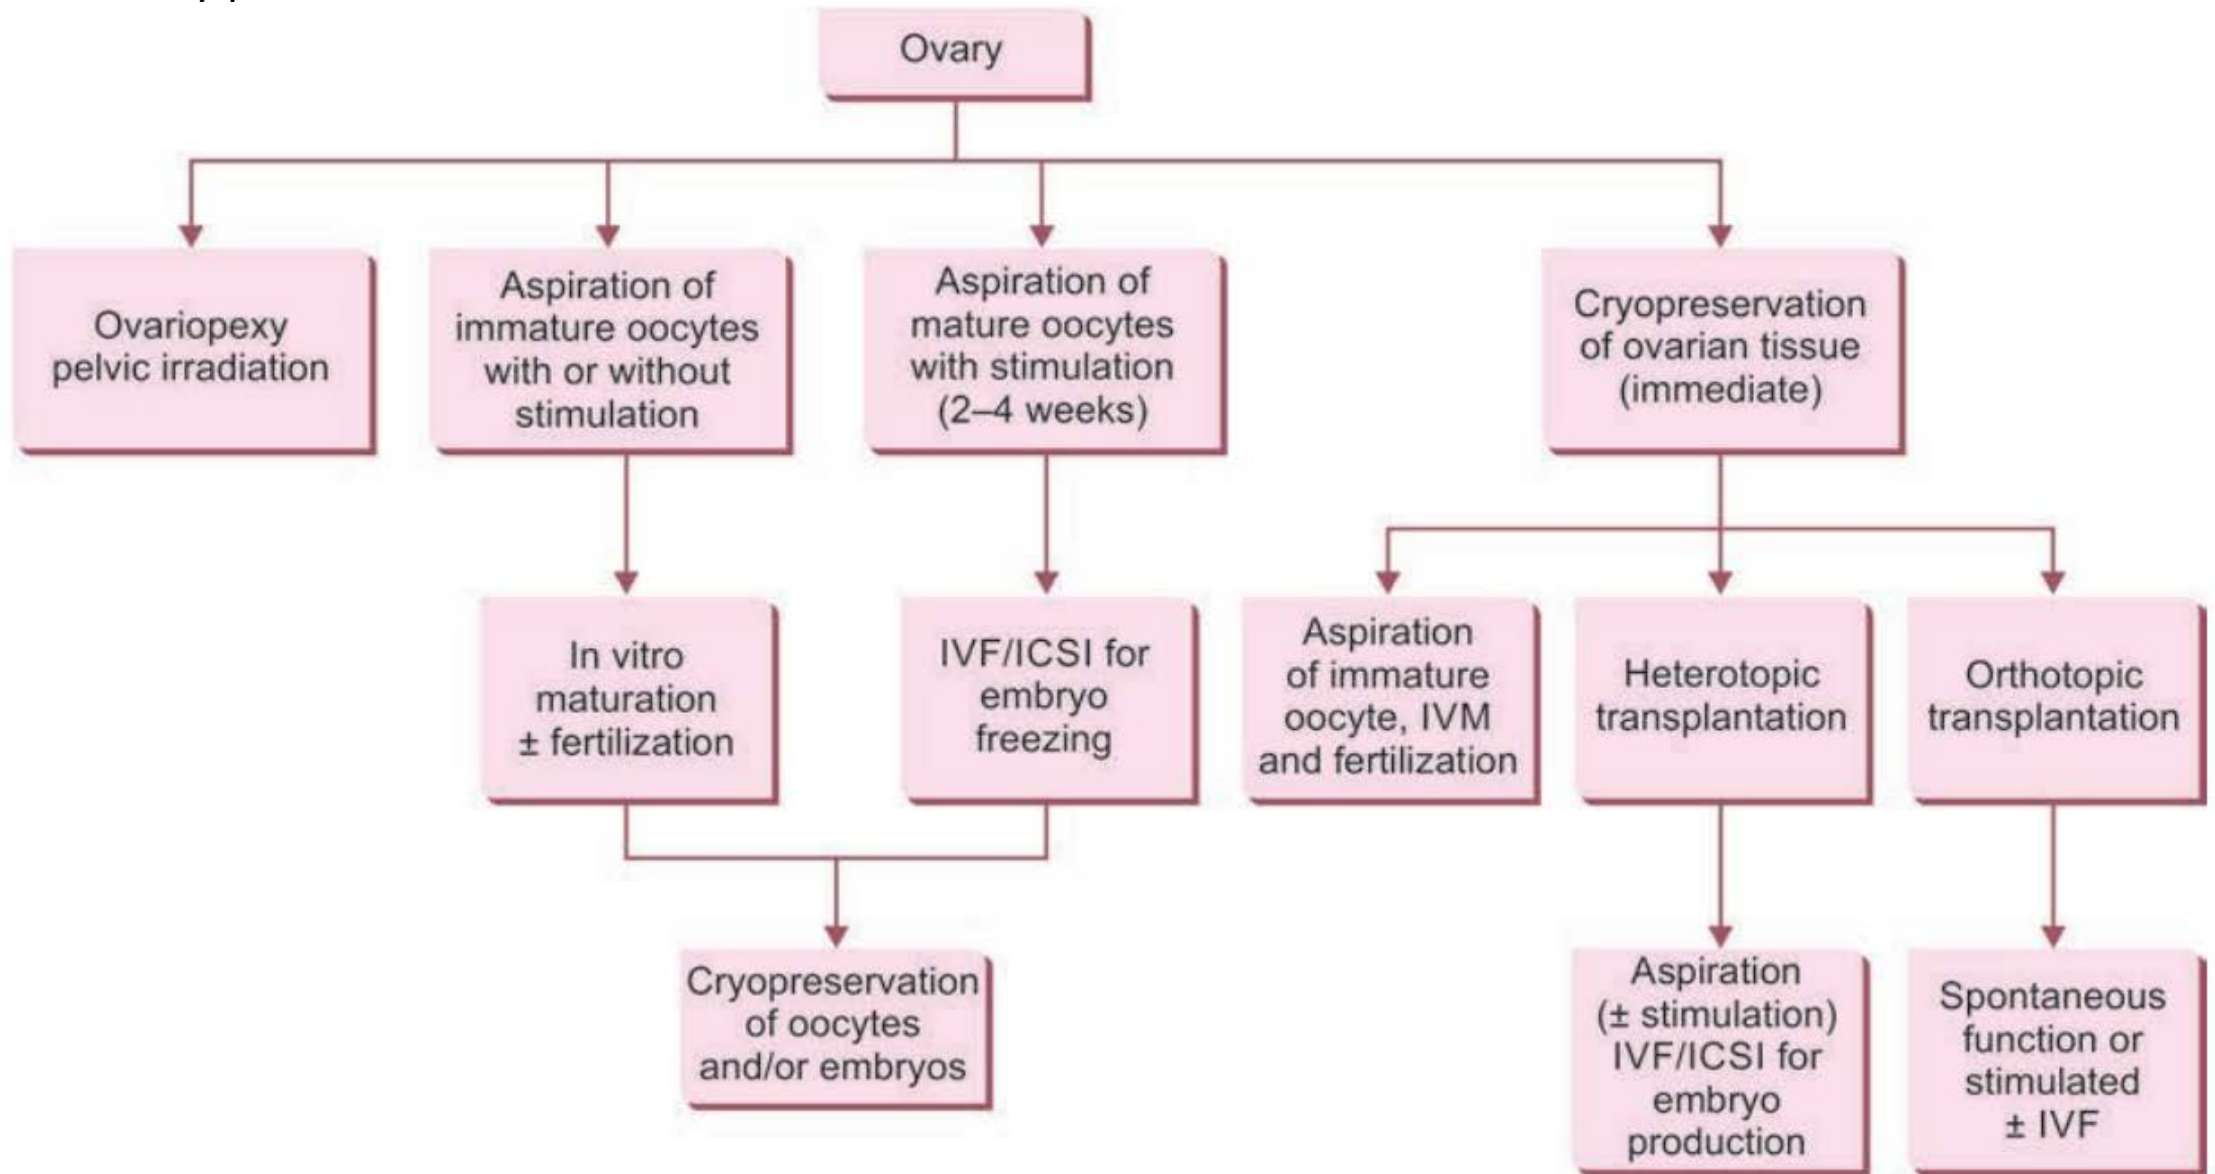 Ovary
Ovariopexy
pelvic irradiation
Aspiration of
immature oocytes
with or without
stimulation
Aspiration of
mature oocytes
with stimulation
(2–4 weeks)
Cryopreservation
of ovarian tissue
(immediate)
In vitro
maturation
± fertilization
IVF/ICSI for
embryo
freezing
Aspiration
of immature
oocyte, IVM
and fertilization
Heterotopic
transplantation
Orthotopic
transplantation
Cryopreservation
of oocytes
and/or embryos
Aspiration
(± stimulation)
IVF/ICSI for
embryo
production
Spontaneous
function or
stimulated
± IVF